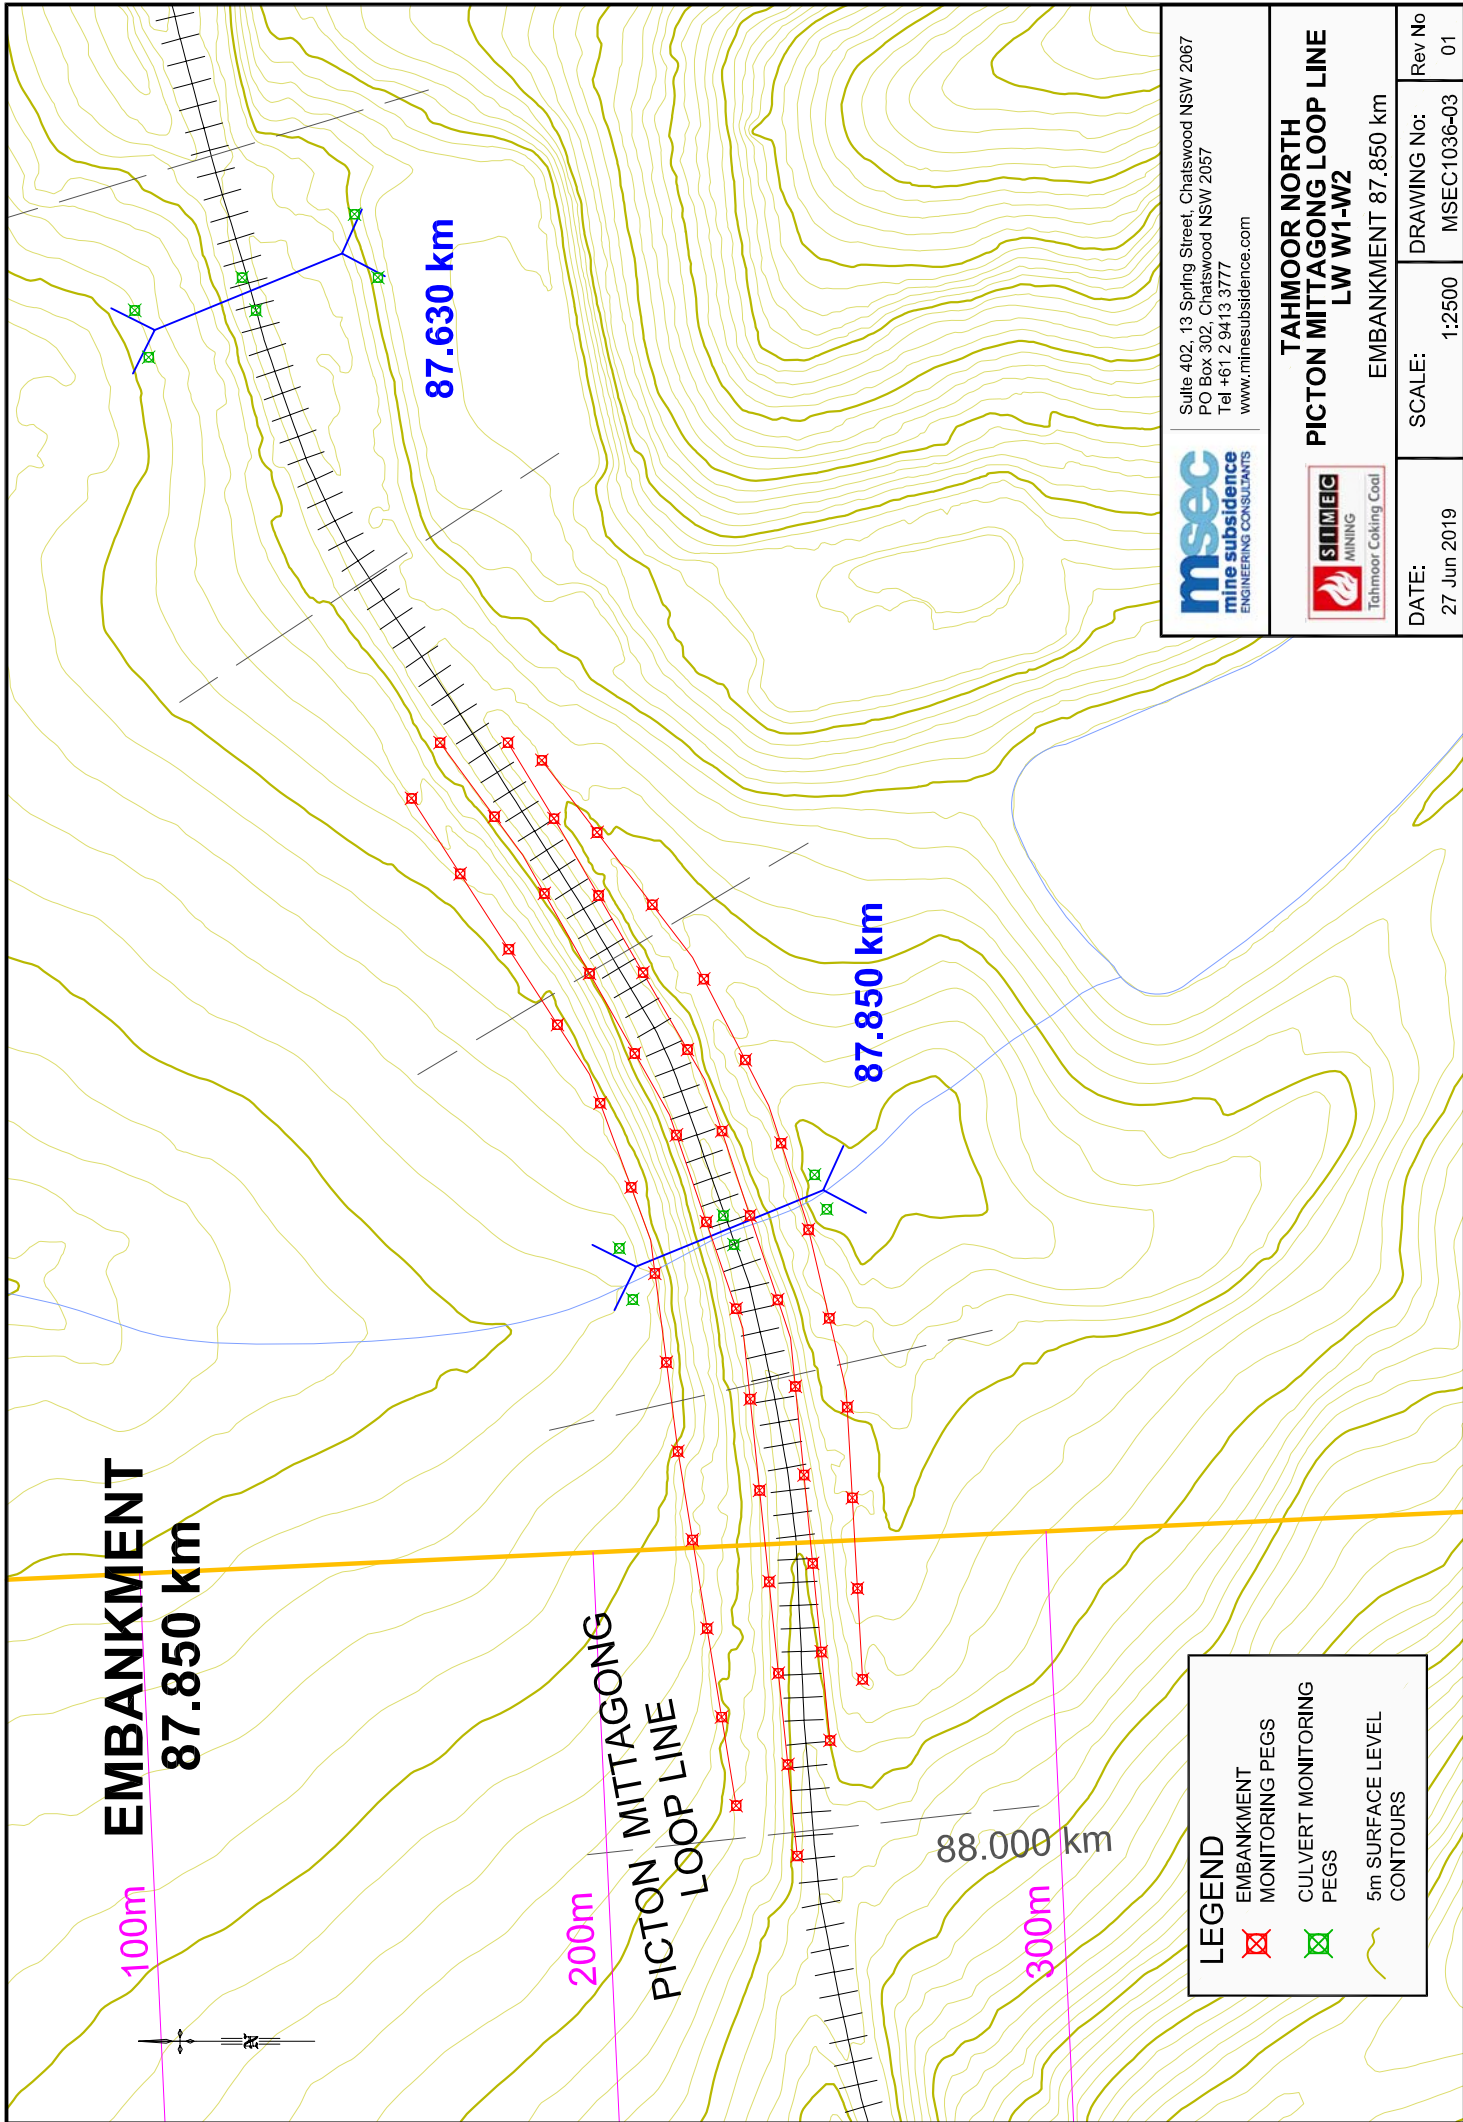 EMBANKMENT
87.850 km
100m
200m
300m
PICTON MITTAGONG
LOOP LINE
88.000 km
87.850 km
87.630 km
N
LEGEND
EMBANKMENT
MONITORING PEGS
CULVERT MONITORING
PEGS
5m SURFACE LEVEL
CONTOURS
msec
mine subsidence
ENGINEERING CONSULTANTS
Suite 402, 13 Spring Street, Chatswood NSW 2067
PO Box 302, Chatswood NSW 2057
Tel +61 2 9413 3777
www.minesubsidence.com
SIMEC
MINING
Tahmoor Coking Coal
TAHMOOR NORTH
PICTON MITTAGONG LOOP LINE
LW W1-W2
EMBANKMENT 87.850 km
DATE:
27 Jun 2019
SCALE:
1:2500
DRAWING No:
MSEC1036-03
Rev No
01